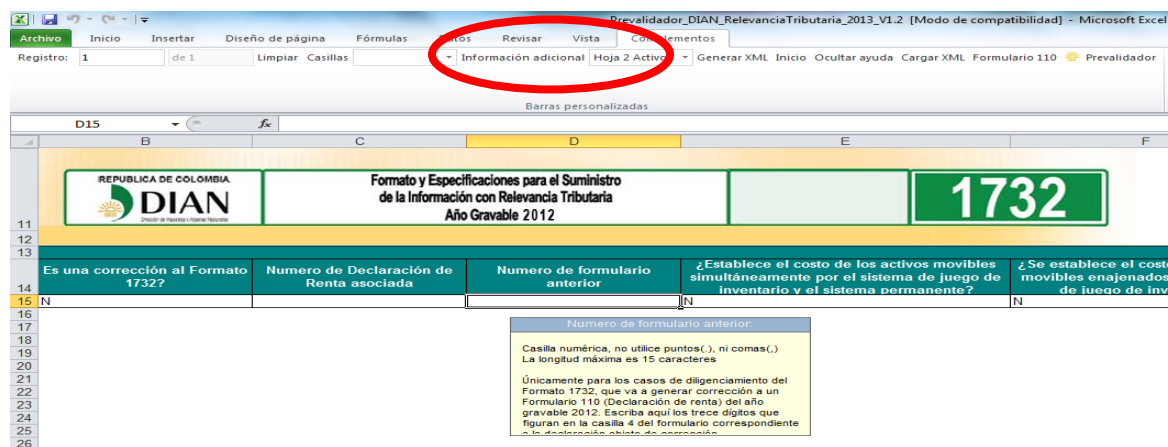 Prevalidador_DIAN_RelevanciaTributaria_2013_V1.2 [Modo de compatibilidad] - Microsoft Excel
Archivo Inicio Insertar Diseño de página Fórmulas Revisar Vista
Registro: 1 de 1 Limpiar Casillas Información adicional Hoja 2 Activo Generar XML Inicio Ocultar ayuda Cargar XML Formulario 110 Prevalidador
Barras personalizadas
D15 fx
B C D E F
REPUBLICA DE COLOMBIA
DIAN
Formato y Especificaciones para el Suministro
de la Información con Relevancia Tributaria
Año Gravable 2012
1732
11
12
13
Es una corrección al Formato 1732?
Numero de Declaración de Renta asociada
Numero de formulario anterior
¿Establece el costo de los activos movibles
simultáneamente por el sistema de juego de
inventario y el sistema permanente?
¿Se establece el cost
movibles enajenados
de juego de inv
14
15 N N N
16
17
18
19
20
21
22
23
24
25
26
Numero de formulario anterior:
Casilla numérica, no utilice puntos(.), ni comas(,)
La longitud máxima es 15 caracteres
Únicamente para los casos de diligenciamiento del
Formato 1732, que va a generar corrección a un
Formulario 110 (Declaración de renta) del año
gravable 2012. Escriba aquí los trece dígitos que
figuran en la casilla 4 del formulario correspondiente
a la declaración objeto de corrección